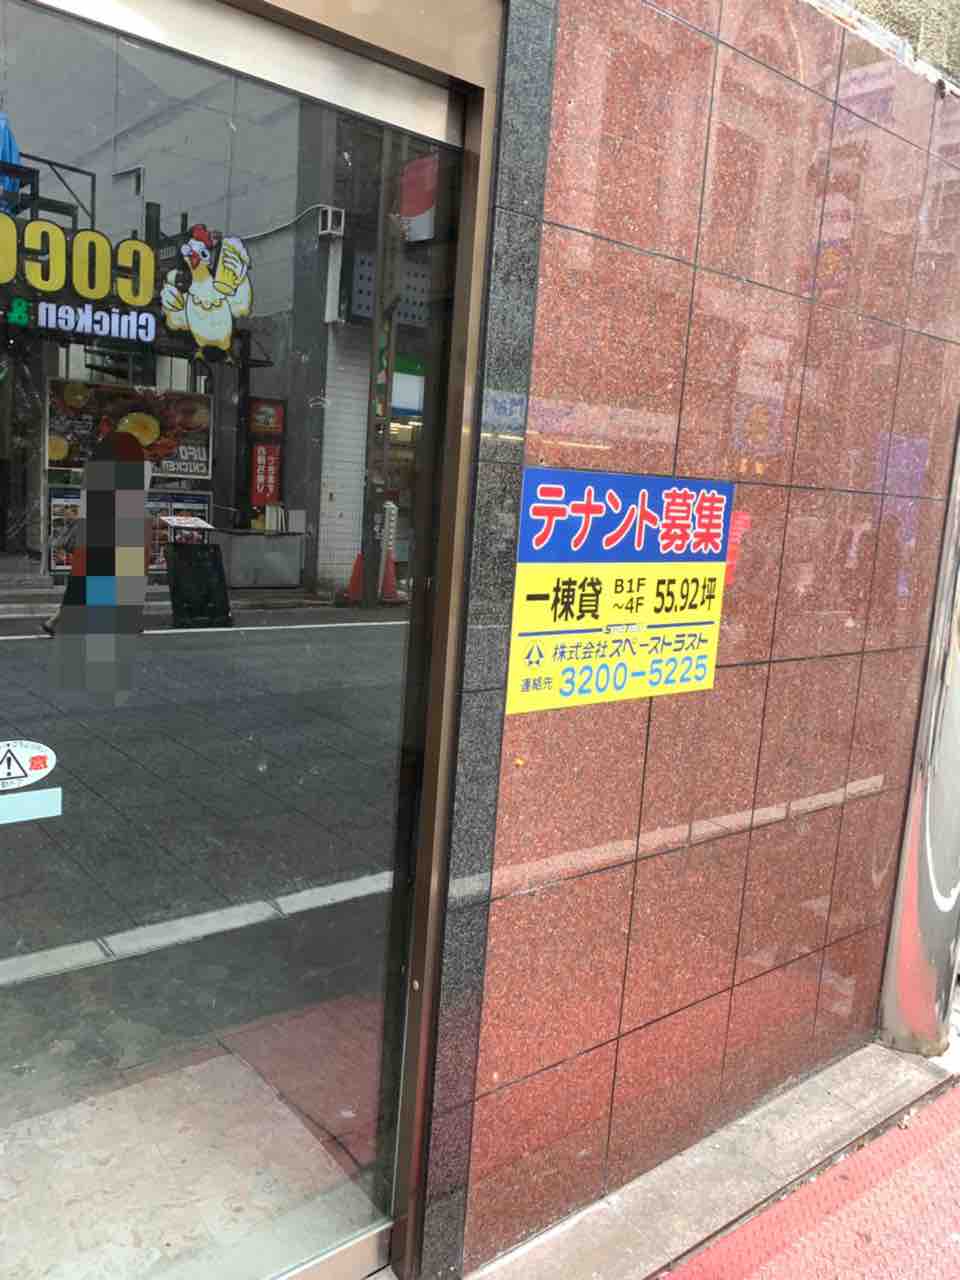 COCO
Chicken &
UFO
CHICKEN
意
テナント募集
一棟貸 B1F ~4F 55.92坪
株式会社スペーストラスト
連絡先 3200-5225